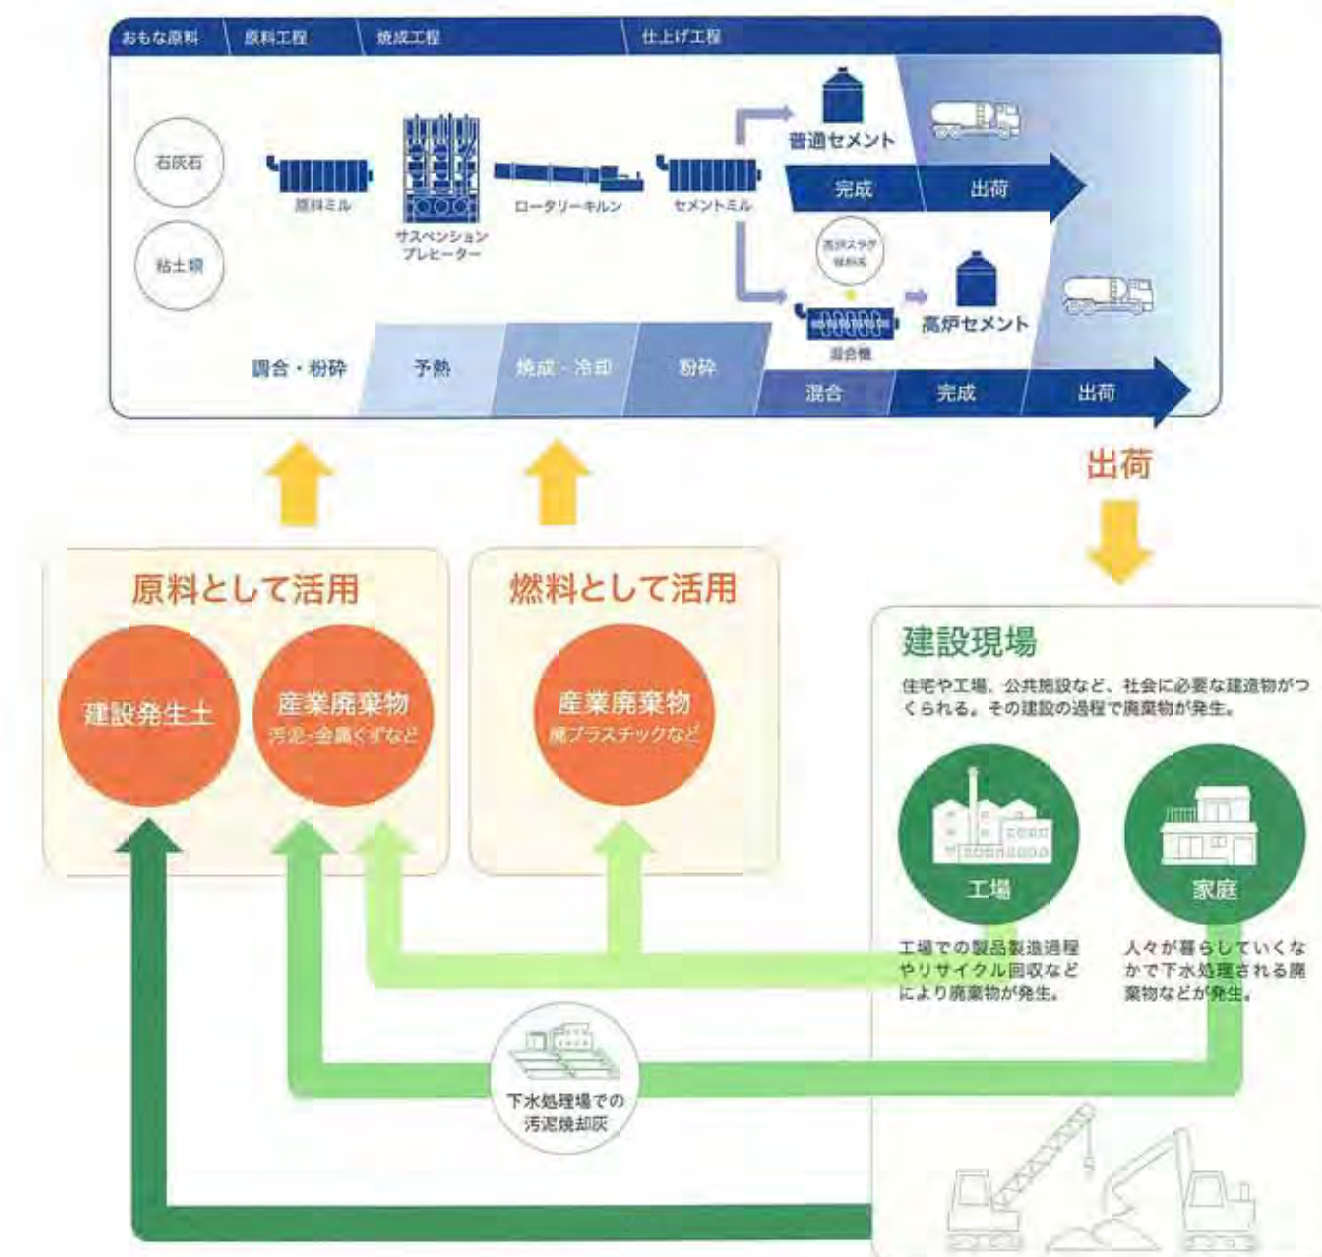 おもな原料
原料工程
焼成工程
仕上げ工程
石灰石
粘土類
原料ミル
サスペンション
プレヒーター
ロータリーキルン
セメントミル
普通セメント
完成
出荷
高炉スラグ
混合機
高炉セメント
調合・粉砕
予熱
焼成・冷却
粉砕
混合
完成
出荷
出荷
原料として活用
建設発生土
産業廃棄物
汚泥・金属くずなど
燃料として活用
産業廃棄物
廃プラスチックなど
建設現場
住宅や工場、公共施設など、社会に必要な建造物がつ
くられる。その建設の過程で廃棄物が発生。
工場
工場での製品製造過程
やリサイクル回収など
により廃棄物が発生。
家庭
人々が暮らしていくな
かで下水処理される廃
棄物などが発生。
下水処理場での
汚泥焼却灰